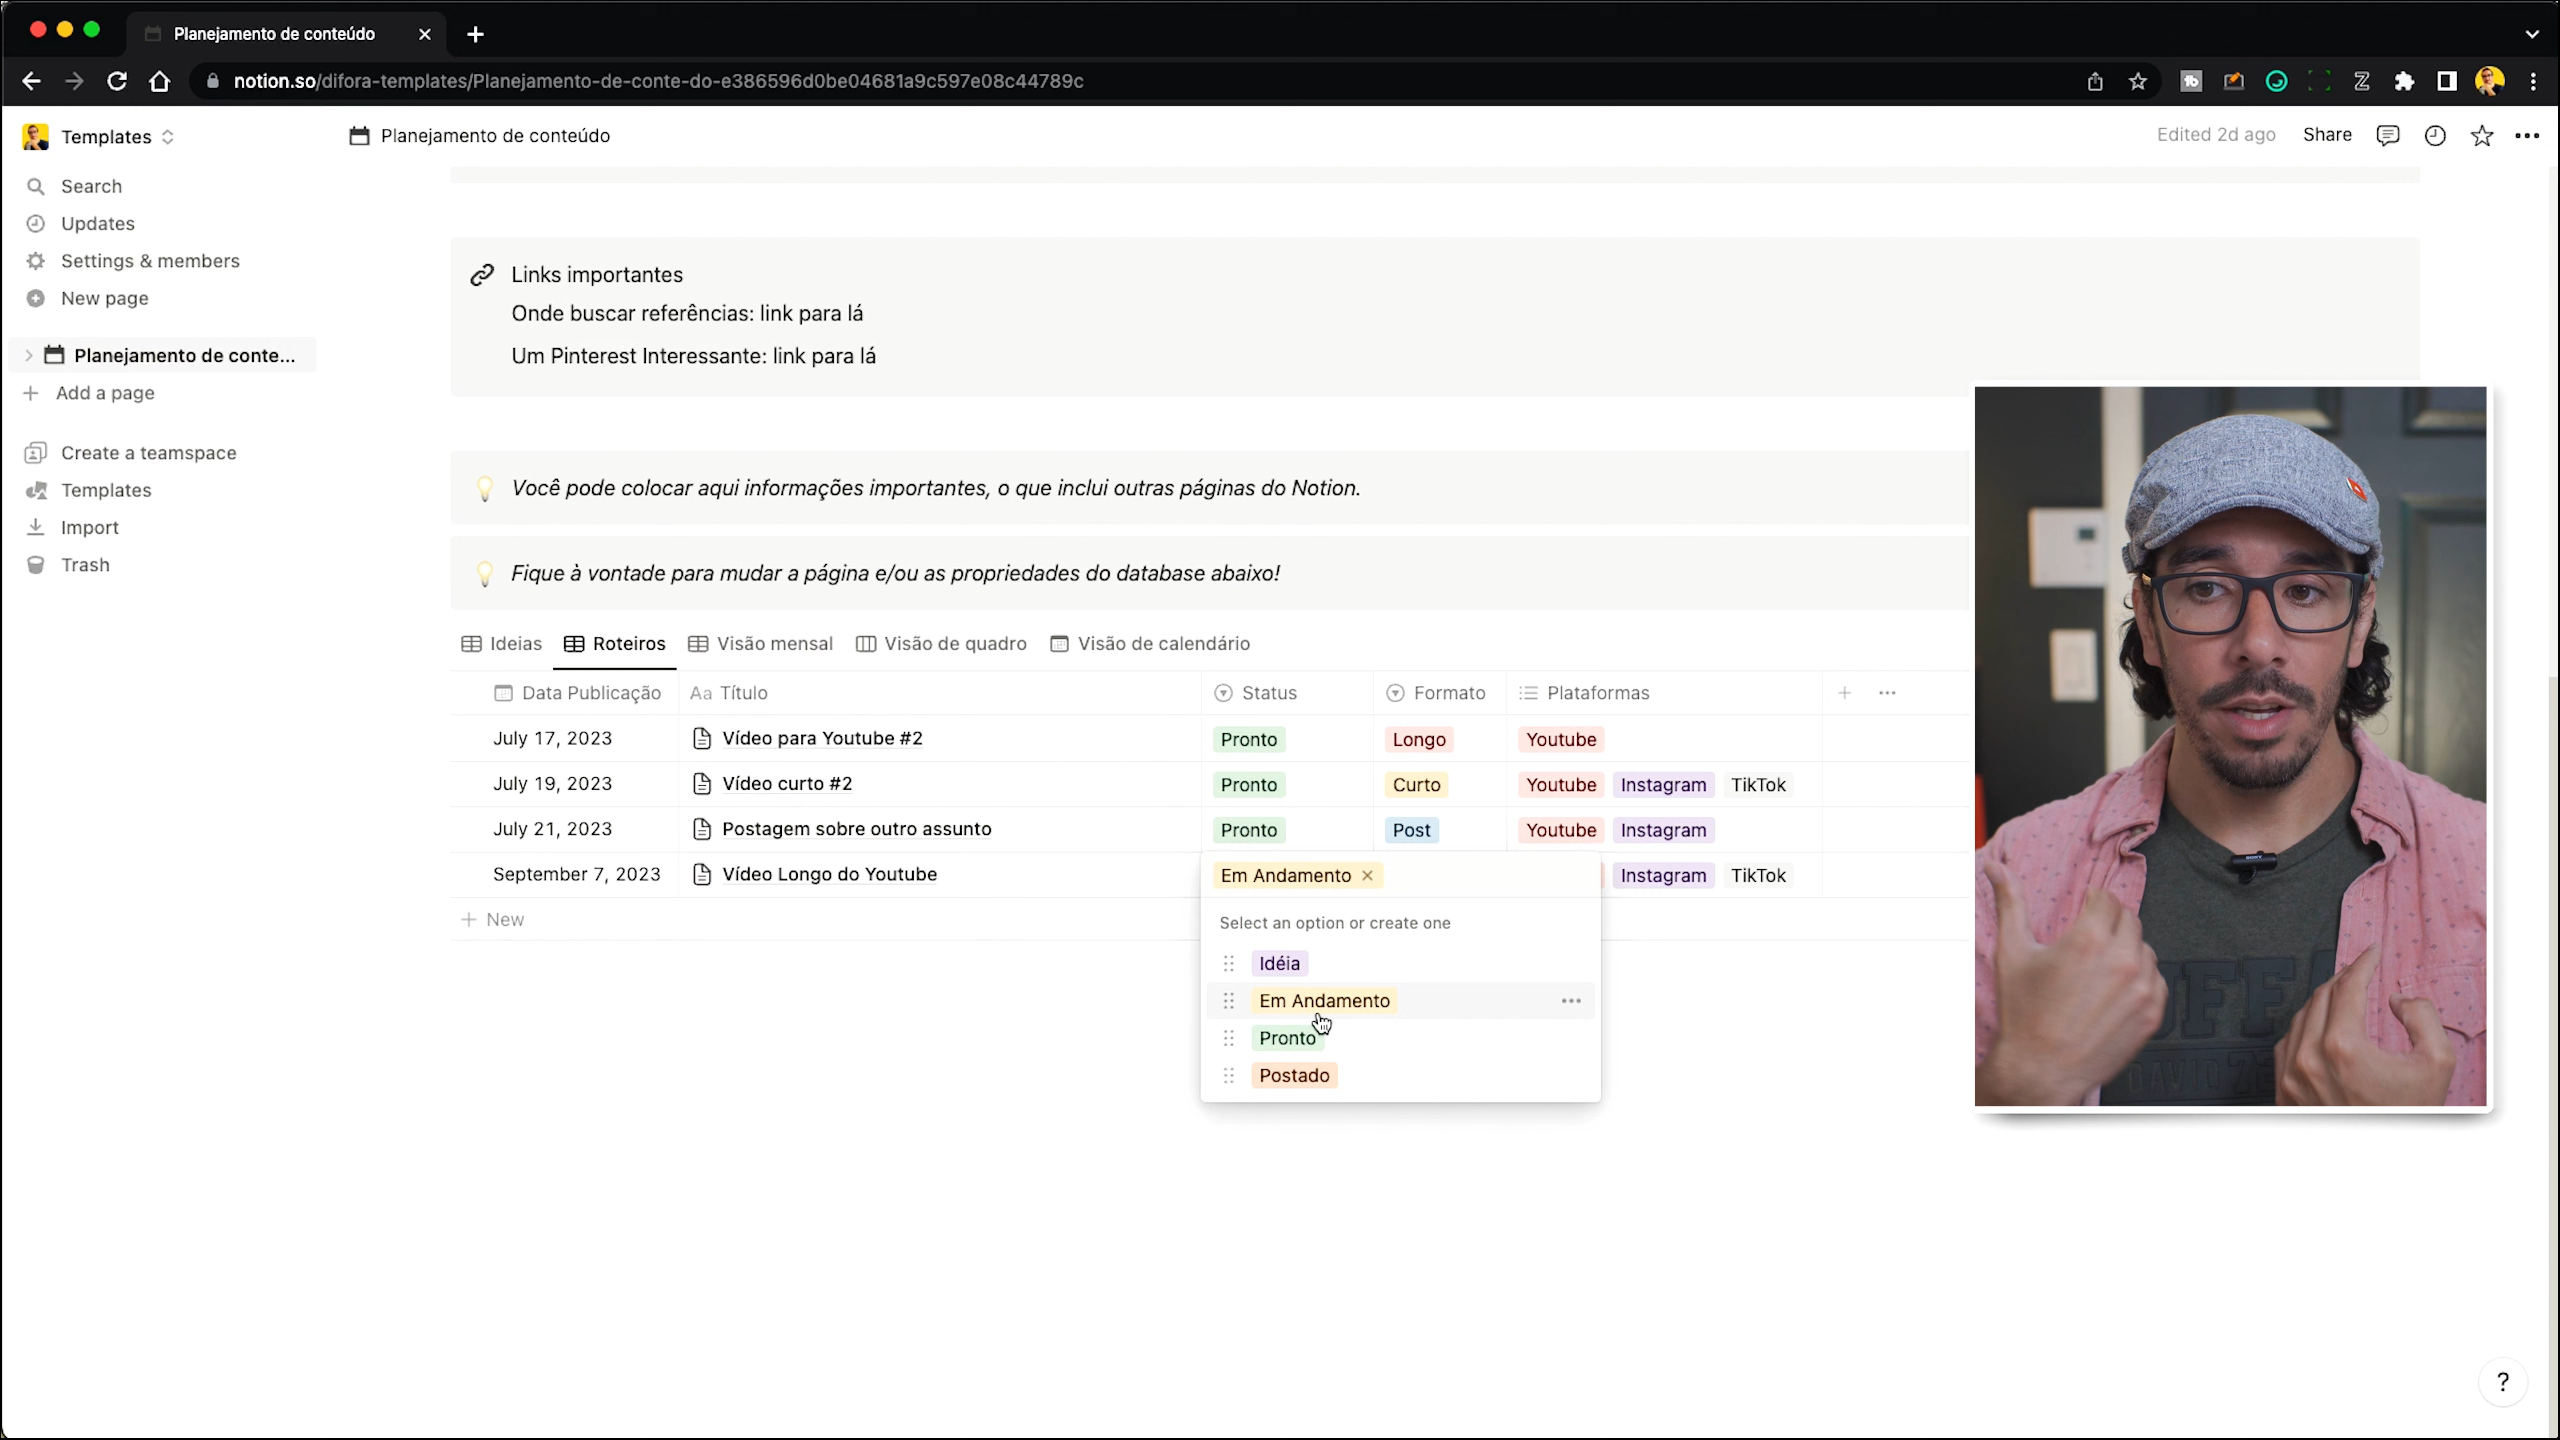 Planejamento de conteúdo
notion.so/difora-templates/Planejamento-de-conte-do-e386596d0be04681a9c597e08c44789c
Templates
Planejamento de conteúdo
Edited 2d ago
Share
Search
Updates
Settings & members
New page
Planejamento de conte...
Add a page
Create a teamspace
Templates
Import
Trash
Links importantes
Onde buscar referências: link para lá
Um Pinterest Interessante: link para lá
Você pode colocar aqui informações importantes, o que inclui outras páginas do Notion.
Fique à vontade para mudar a página e/ou as propriedades do database abaixo!
Ideias Roteiros Visão mensal Visão de quadro Visão de calendário
Data Publicação Aa Título Status Formato Plataformas
July 17, 2023 Vídeo para Youtube #2 Pronto Longo Youtube
July 19, 2023 Vídeo curto #2 Pronto Curto Youtube Instagram TikTok
July 21, 2023 Postagem sobre outro assunto Pronto Post Youtube Instagram
September 7, 2023 Vídeo Longo do Youtube Em Andamento Instagram TikTok
New
Select an option or create one
Idéia
Em Andamento
Pronto
Postado
?